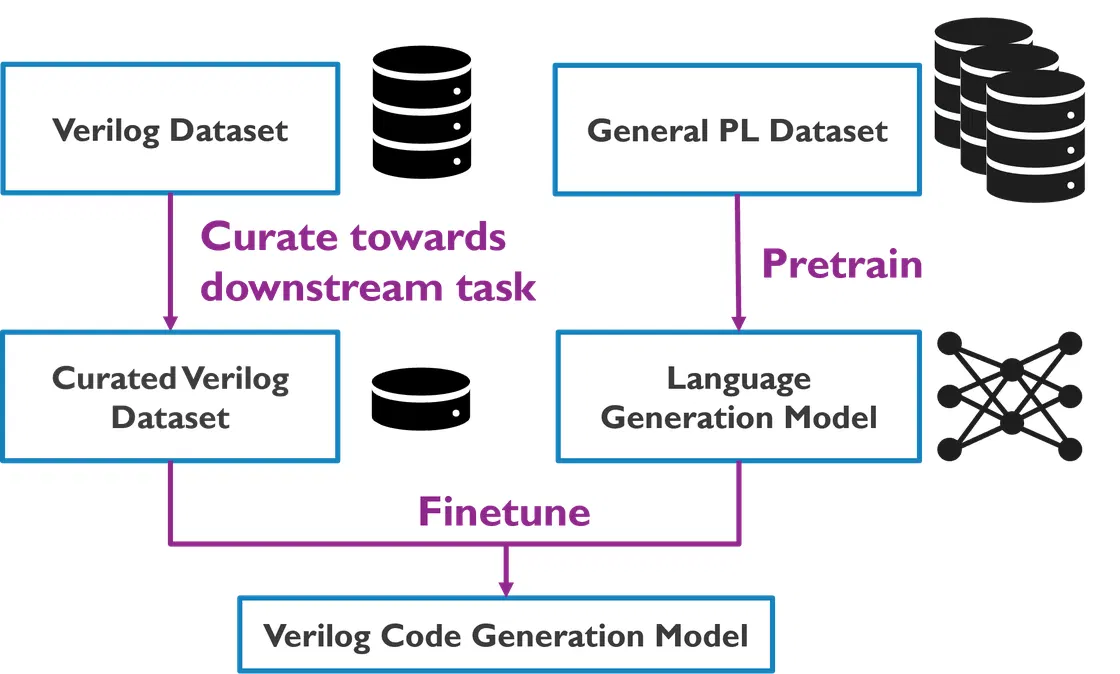 Verilog Dataset
General PL Dataset
Curate towards
downstream task
Pretrain
Curated Verilog
Dataset
Language
Generation Model
Finetune
Verilog Code Generation Model